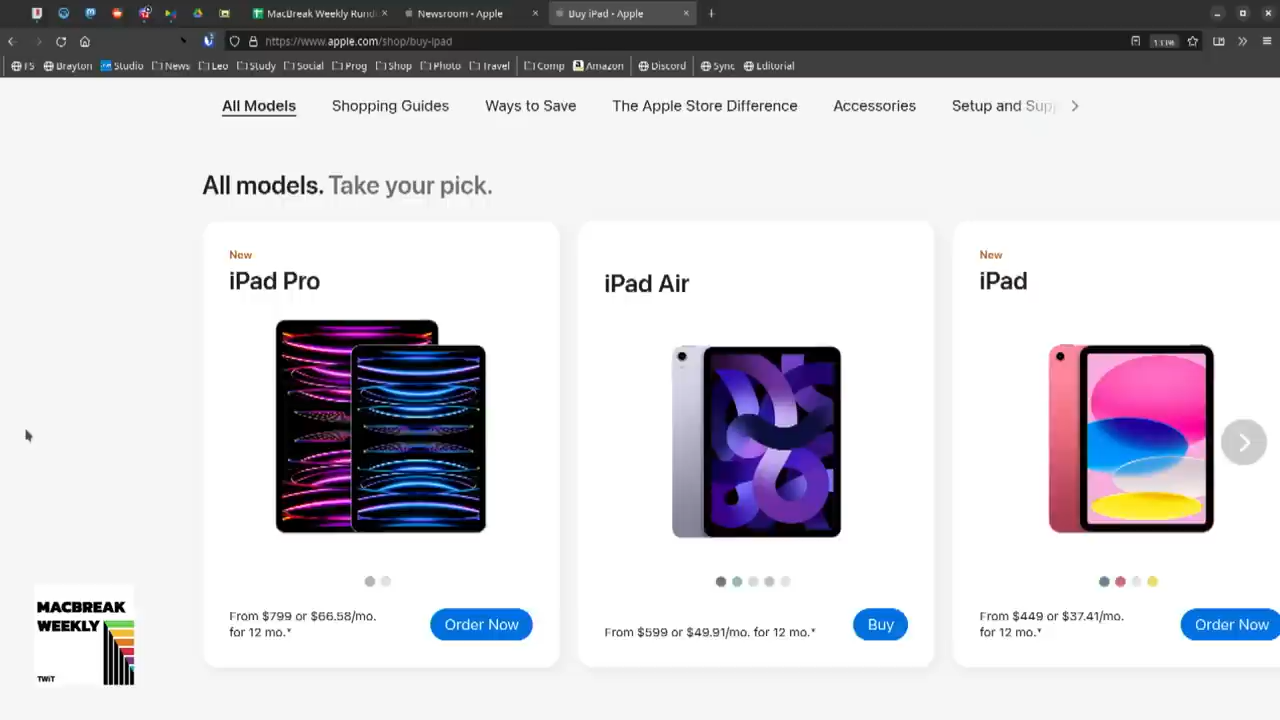 MacBreak Weekly Rund
Newsroom - Apple
Buy iPad - Apple
https://www.apple.com/shop/buy-ipad
133%
FS Brayton Studio News Leo Study Social Prog Shop Photo Travel Comp Amazon Discord Sync Editorial
All Models Shopping Guides Ways to Save The Apple Store Difference Accessories Setup and Supp
All models. Take your pick.
New
iPad Pro
From $799 or $66.58/mo.
for 12 mo.*
Order Now
iPad Air
From $599 or $49.91/mo. for 12 mo.*
Buy
New
iPad
From $449 or $37.41/mo.
for 12 mo.*
Order Now
MACBREAK
WEEKLY
TWiT